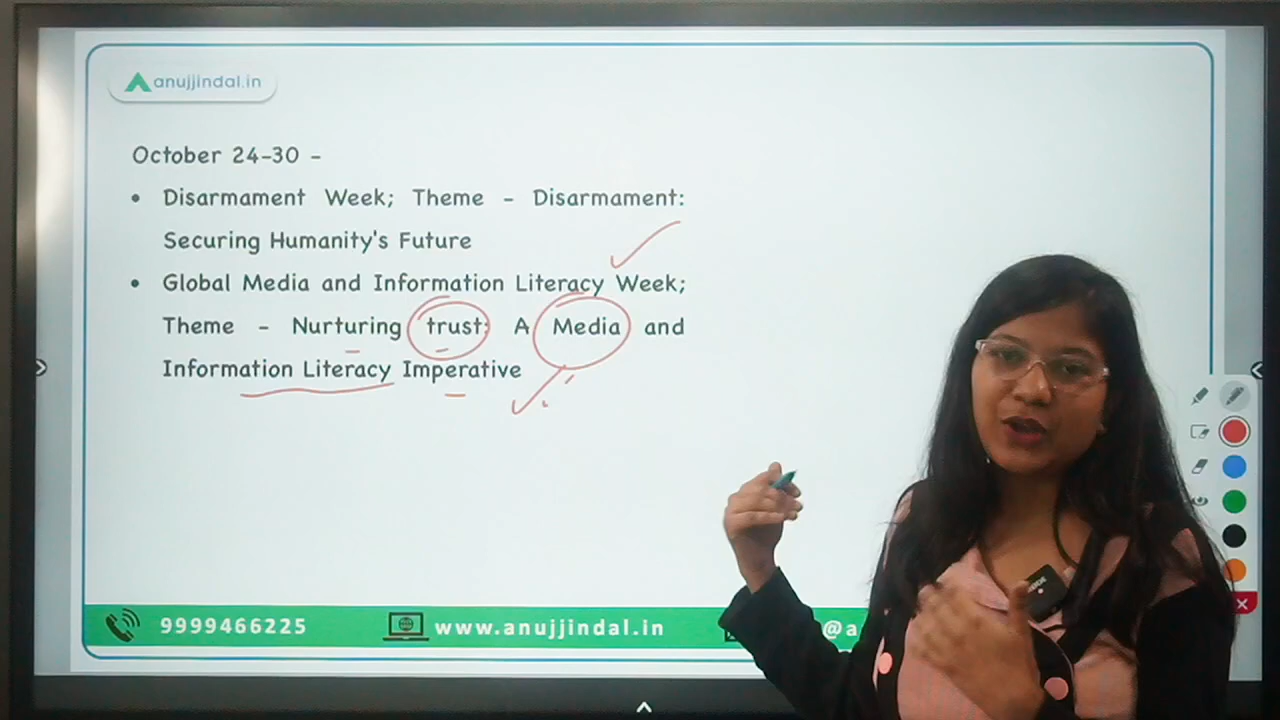 anujjindal.in
October 24-30 -
• Disarmament Week; Theme - Disarmament:
Securing Humanity's Future
• Global Media and Information Literacy Week;
Theme - Nurturing trust: A Media and
Information Literacy Imperative
9999466225
www.anujjindal.in
@a